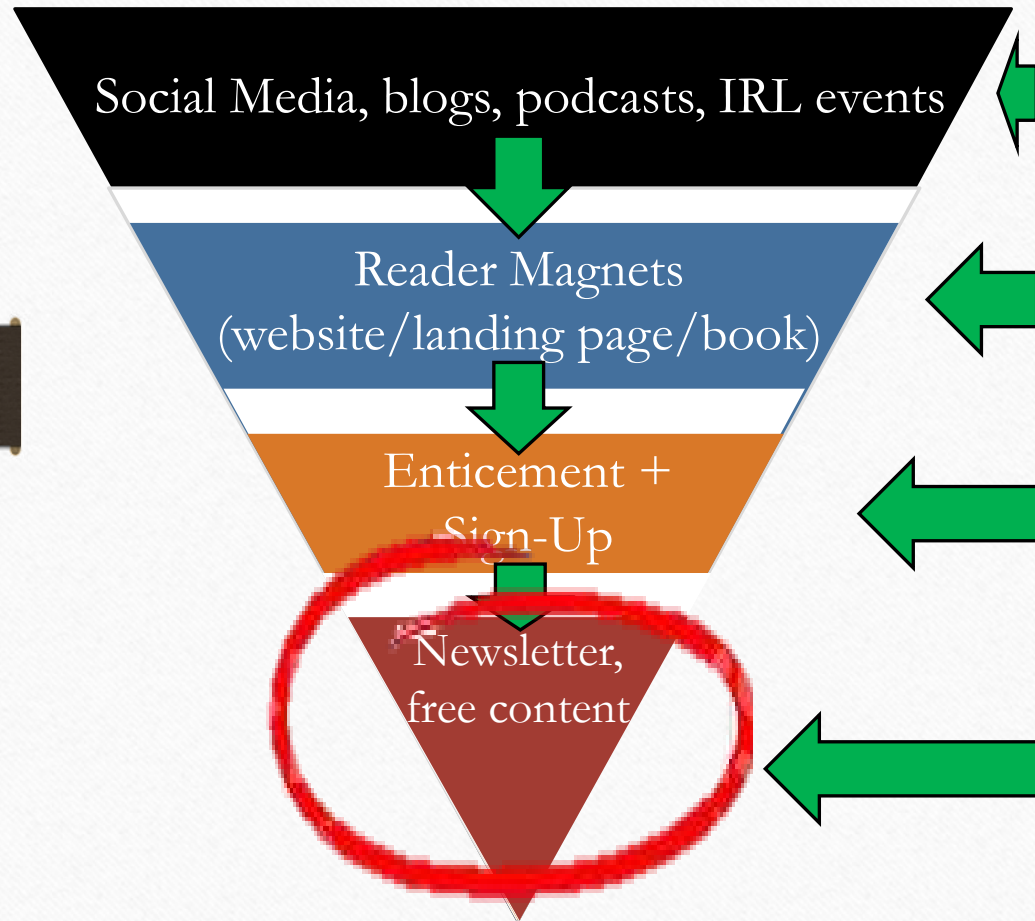 Social Media, blogs, podcasts, IRL events
Reader Magnets
(website/landing page/book)
Enticement +
Sign-Up
Newsletter,
free content